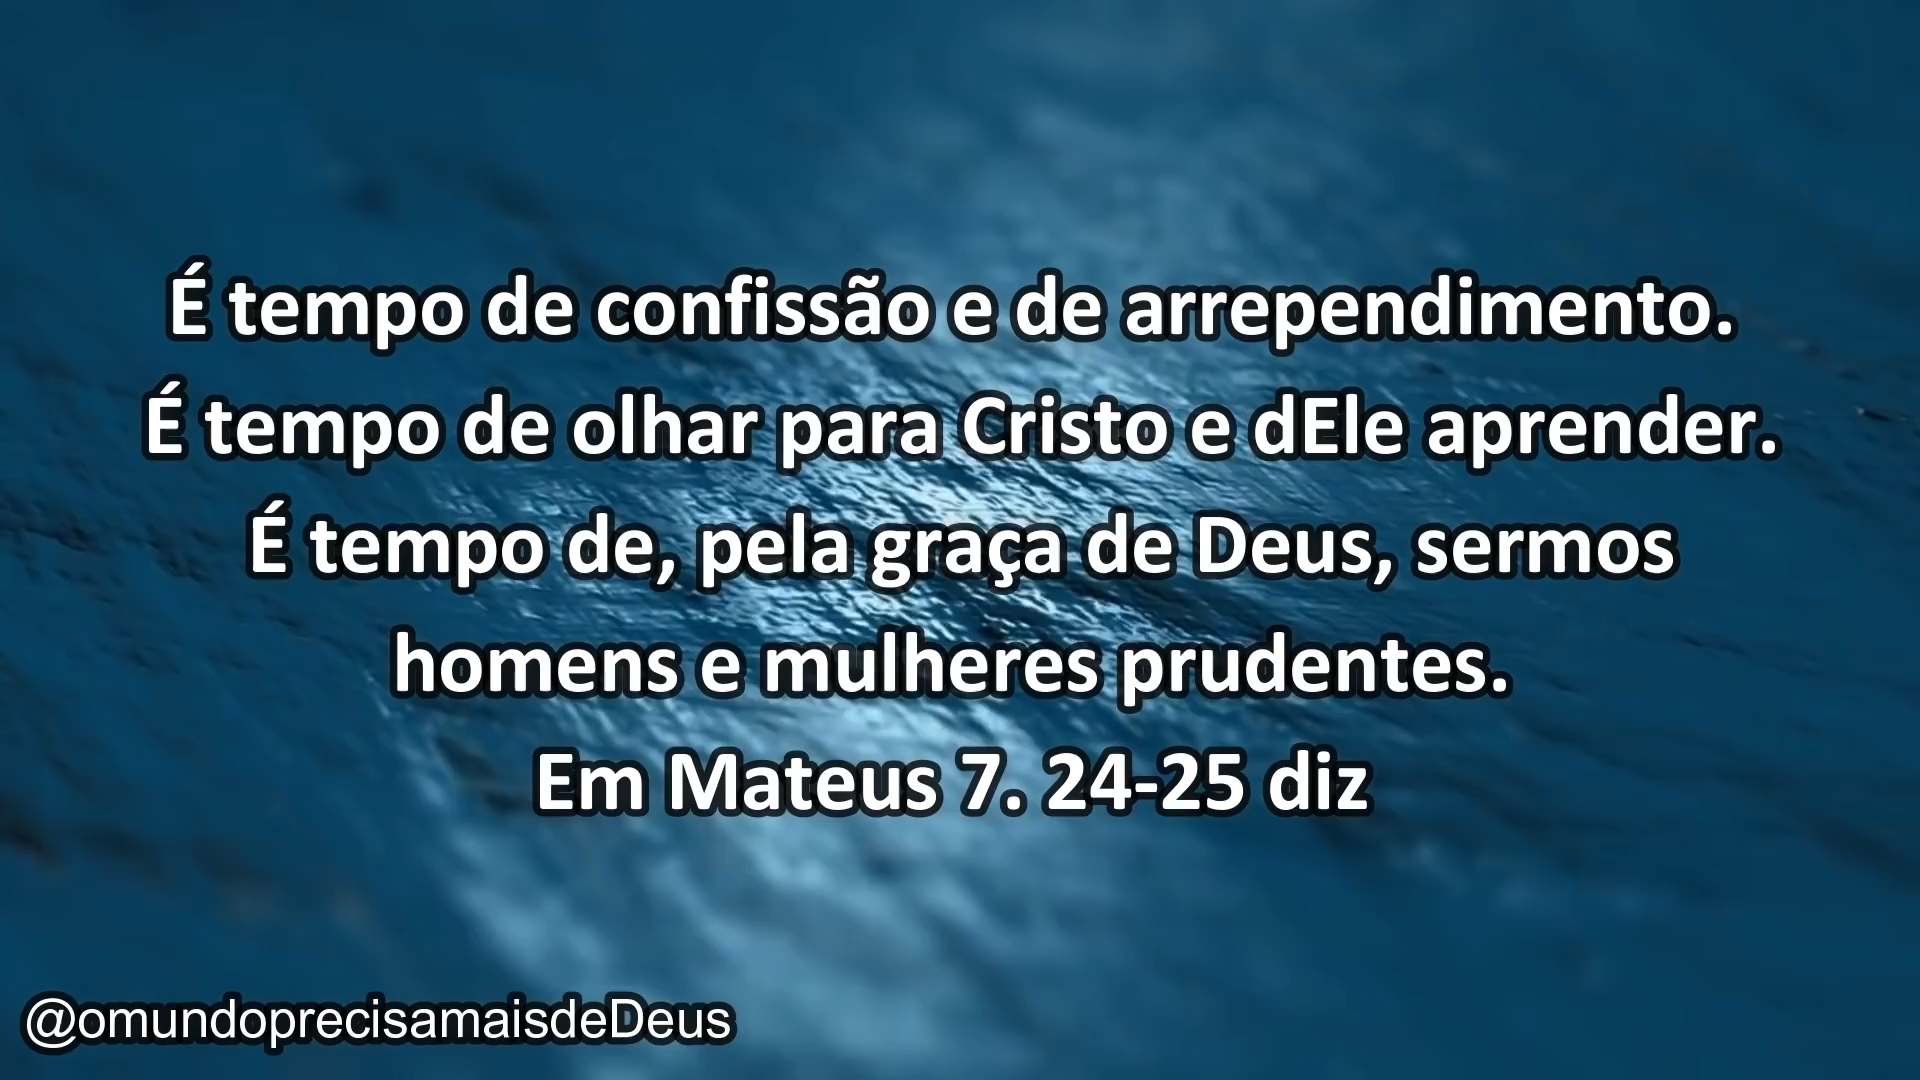 É tempo de confissão e de arrependimento.
É tempo de olhar para Cristo e dEle aprender.
É tempo de, pela graça de Deus, sermos
homens e mulheres prudentes.
Em Mateus 7. 24-25 diz
@omundoprecisamaisdeDeus